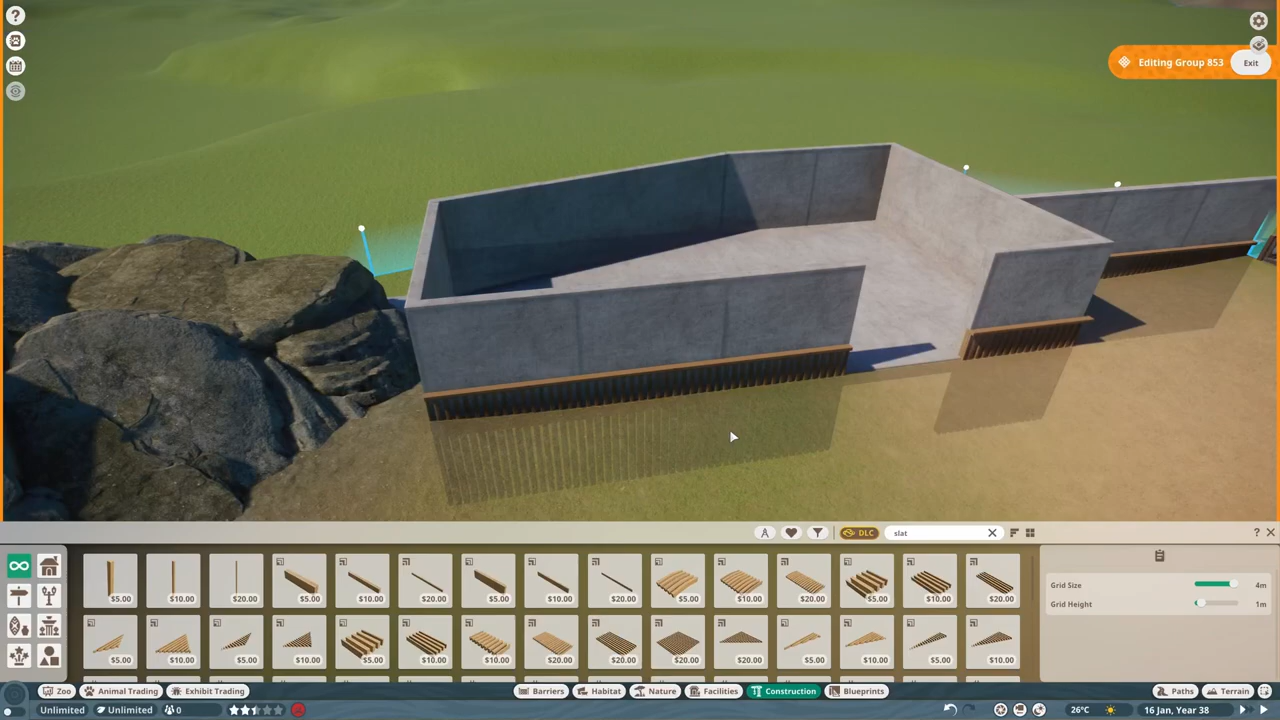 ?
Editing Group 853
Exit
A
DLC
slat
?
$5.00 $10.00 $20.00 $5.00 $10.00 $20.00 $5.00 $10.00 $20.00 $5.00 $10.00 $20.00 $5.00 $10.00 $20.00
$5.00 $10.00 $5.00 $10.00 $5.00 $10.00 $10.00 $20.00 $20.00 $20.00 $20.00 $5.00 $10.00 $5.00 $10.00
Grid Size 4m
Grid Height 1m
Zoo Animal Trading Exhibit Trading Barriers Habitat Nature Facilities Construction Blueprints Paths Terrain
Unlimited Unlimited 0 26°C 16 Jan, Year 38